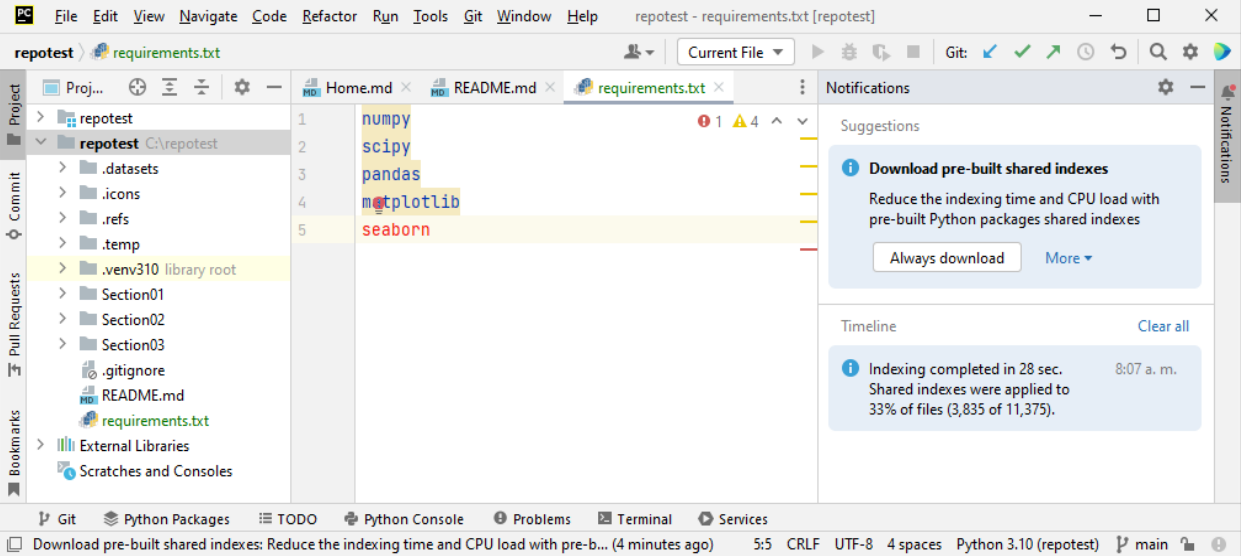 PC File Edit View Navigate Code Refactor Run Tools Git Window Help repotest - requirements.txt [repotest]
repotest requirements.txt Current File Git:
Project
Commit
Pull Requests
Bookmarks
Proj...
repotest
repotest C:\repotest
.datasets
.icons
.refs
.temp
.venv310 library root
Section01
Section02
Section03
.gitignore
MD README.md
requirements.txt
External Libraries
Scratches and Consoles
MD Home.md MD README.md requirements.txt
1 numpy
2 scipy
3 pandas
4 matplotlib
5 seaborn
1 4
Notifications
Suggestions
Download pre-built shared indexes
Reduce the indexing time and CPU load with
pre-built Python packages shared indexes
Always download More
Timeline Clear all
Indexing completed in 28 sec. 8:07 a. m.
Shared indexes were applied to
33% of files (3,835 of 11,375).
Notifications
Git Python Packages TODO Python Console Problems Terminal Services
Download pre-built shared indexes: Reduce the indexing time and CPU load with pre-b... (4 minutes ago) 5:5 CRLF UTF-8 4 spaces Python 3.10 (repotest) main